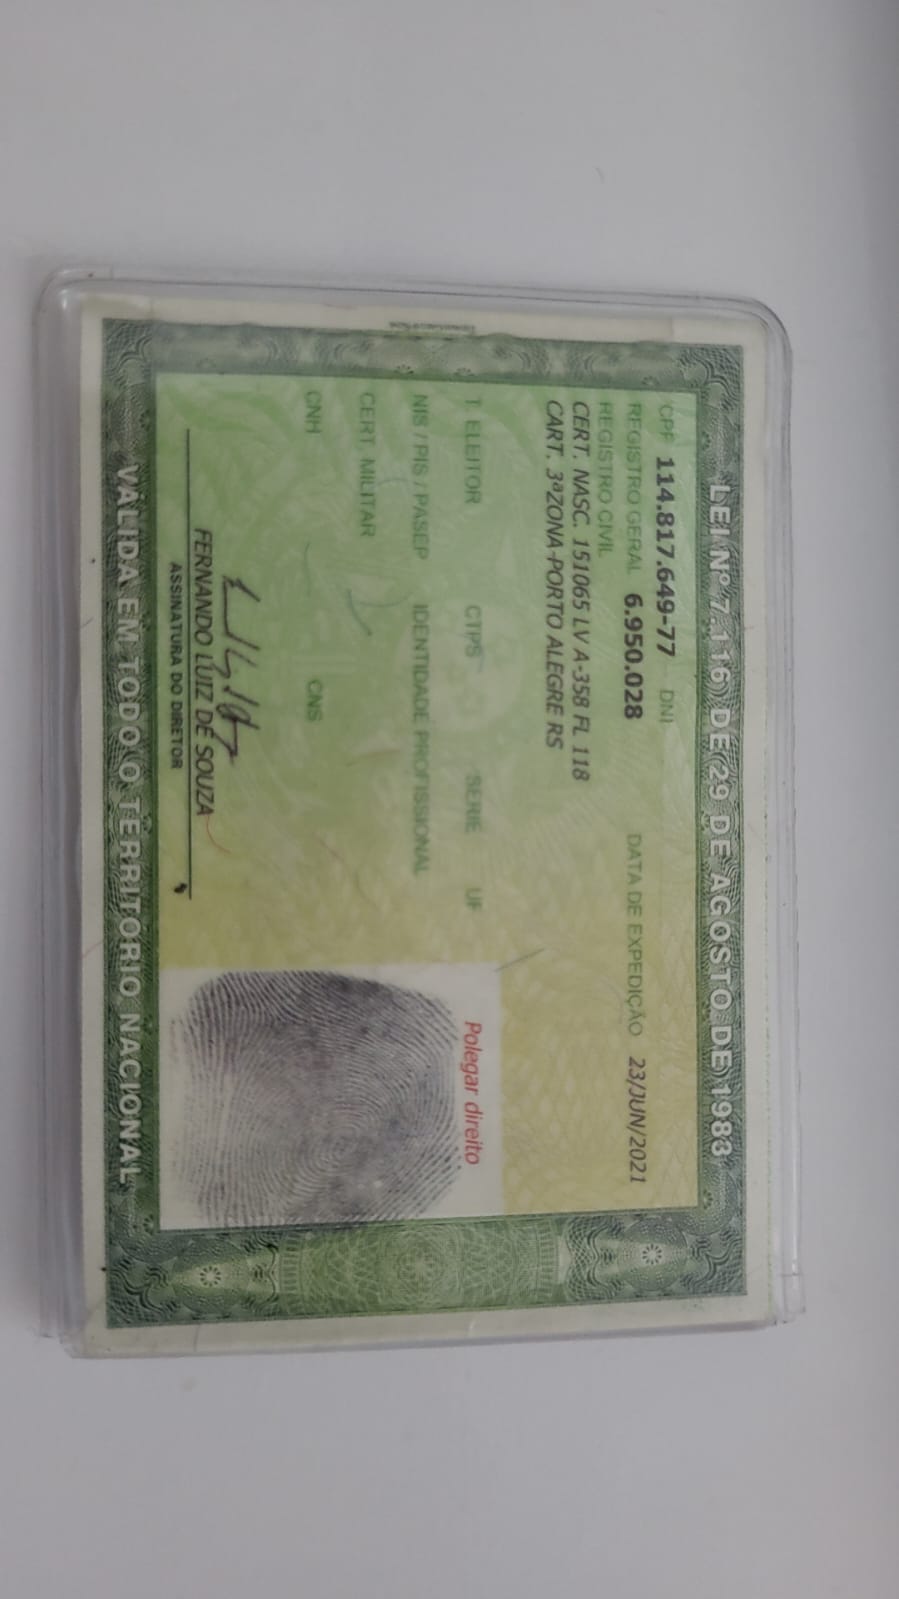 LEI Nº 7.116 DE 29 DE AGOSTO DE 1983
CPF 114.817.649-77 DNI
REGISTRO GERAL 6.950.028 DATA DE EXPEDIÇÃO 23/JUN/2021
REGISTRO CIVIL
CERT. NASC. 151065 LV A-358 FL 118
CART. 3ªZONA-PORTO ALEGRE RS
T. ELEITOR CTPS SÉRIE UF
NIS / PIS / PASEP IDENTIDADE PROFISSIONAL
CERT. MILITAR
CNH CNS
Polegar direito
FERNANDO LUIZ DE SOUZA
ASSINATURA DO DIRETOR
VÁLIDA EM TODO O TERRITÓRIO NACIONAL